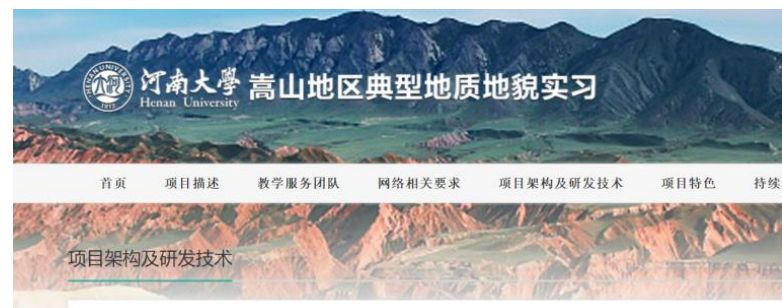 河南大學
Henan University
1912
嵩山地区典型地质地貌实习
首页 项目描述 教学服务团队 网络相关要求 项目架构及研发技术 项目特色 持续
项目架构及研发技术